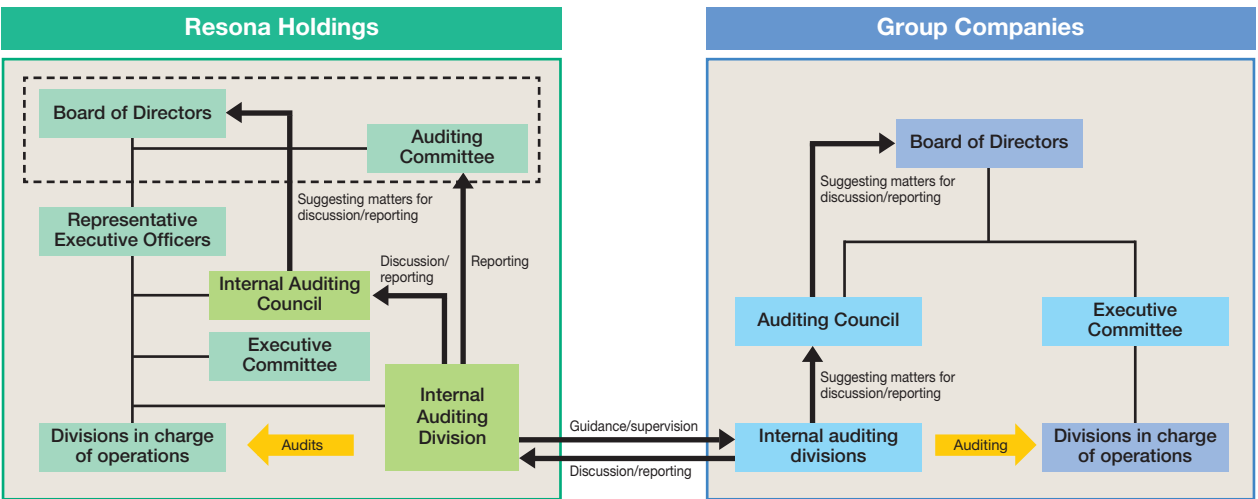 Resona Holdings
Board of Directors
Auditing
Committee
Suggesting matters for
discussion/reporting
Representative
Executive Officers
Discussion/
reporting
Reporting
Internal Auditing
Council
Executive
Committee
Internal
Auditing
Division
Divisions in charge
of operations
Audits
Guidance/supervision
Discussion/reporting
Group Companies
Board of Directors
Suggesting matters for
discussion/reporting
Auditing Council
Executive
Committee
Suggesting matters for
discussion/reporting
Internal auditing
divisions
Auditing
Divisions in charge
of operations